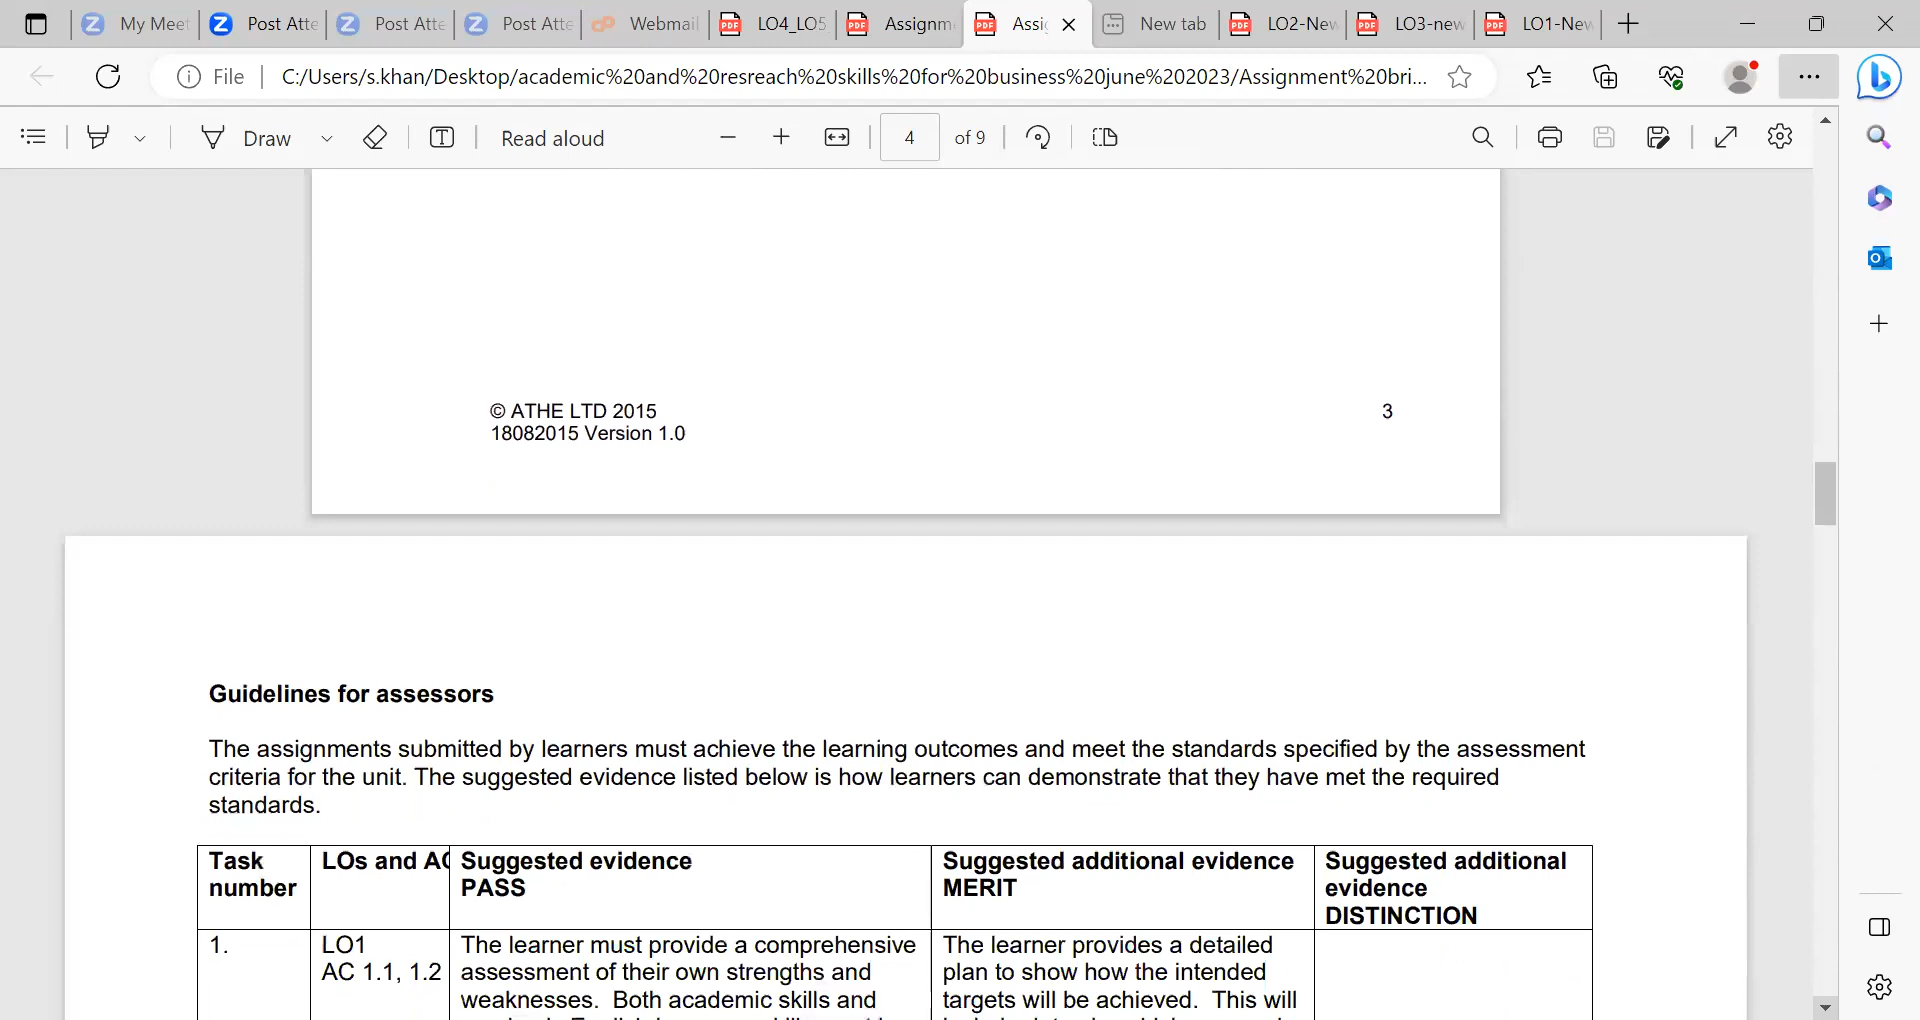 My Meet
Post Atte
Post Atte
Post Atte
Webmail
LO4_LO5
Assignm
Assi
New tab
LO2-New
LO3-new
LO1-New
File
C:/Users/s.khan/Desktop/academic%20and%20resreach%20skills%20for%20business%20june%202023/Assignment%20bri...
Draw
Read aloud
4
of 9
© ATHE LTD 2015
3
18082015 Version 1.0
Guidelines for assessors
The assignments submitted by learners must achieve the learning outcomes and meet the standards specified by the assessment
criteria for the unit. The suggested evidence listed below is how learners can demonstrate that they have met the required
standards.
Task
number
LOs and AC
Suggested evidence
PASS
Suggested additional evidence
MERIT
Suggested additional
evidence
DISTINCTION
1.
LO1
AC 1.1, 1.2
The learner must provide a comprehensive
assessment of their own strengths and
weaknesses. Both academic skills and
The learner provides a detailed
plan to show how the intended
targets will be achieved. This will